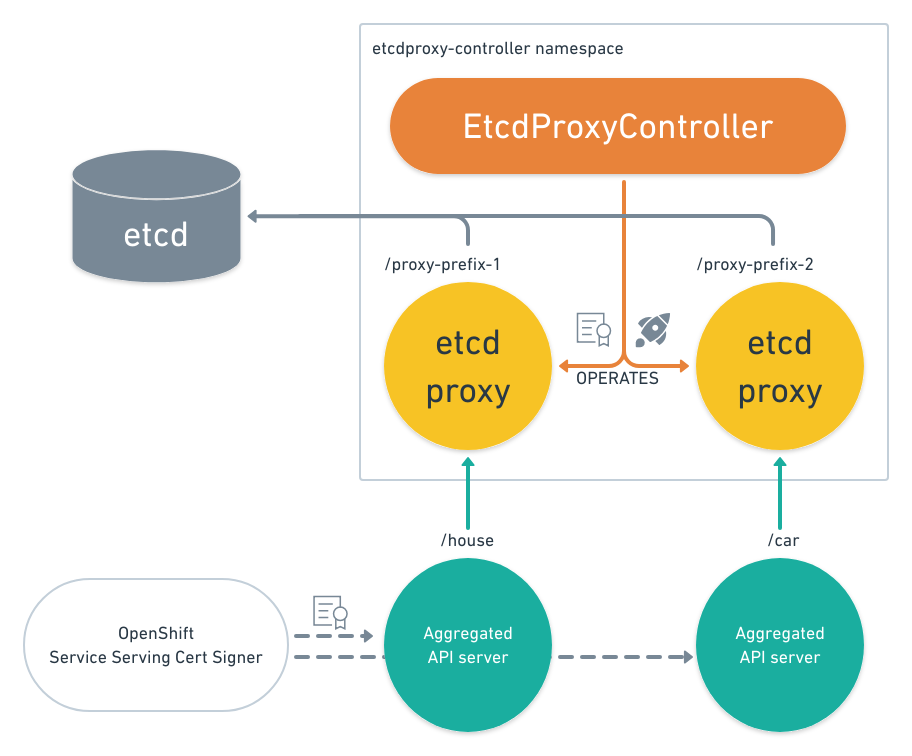 etcdproxy-controller namespace
EtcdProxyController
etcd
/proxy-prefix-1
/proxy-prefix-2
etcd
proxy
etcd
proxy
OPERATES
/house
/car
OpenShift
Service Serving Cert Signer
Aggregated
API server
Aggregated
API server